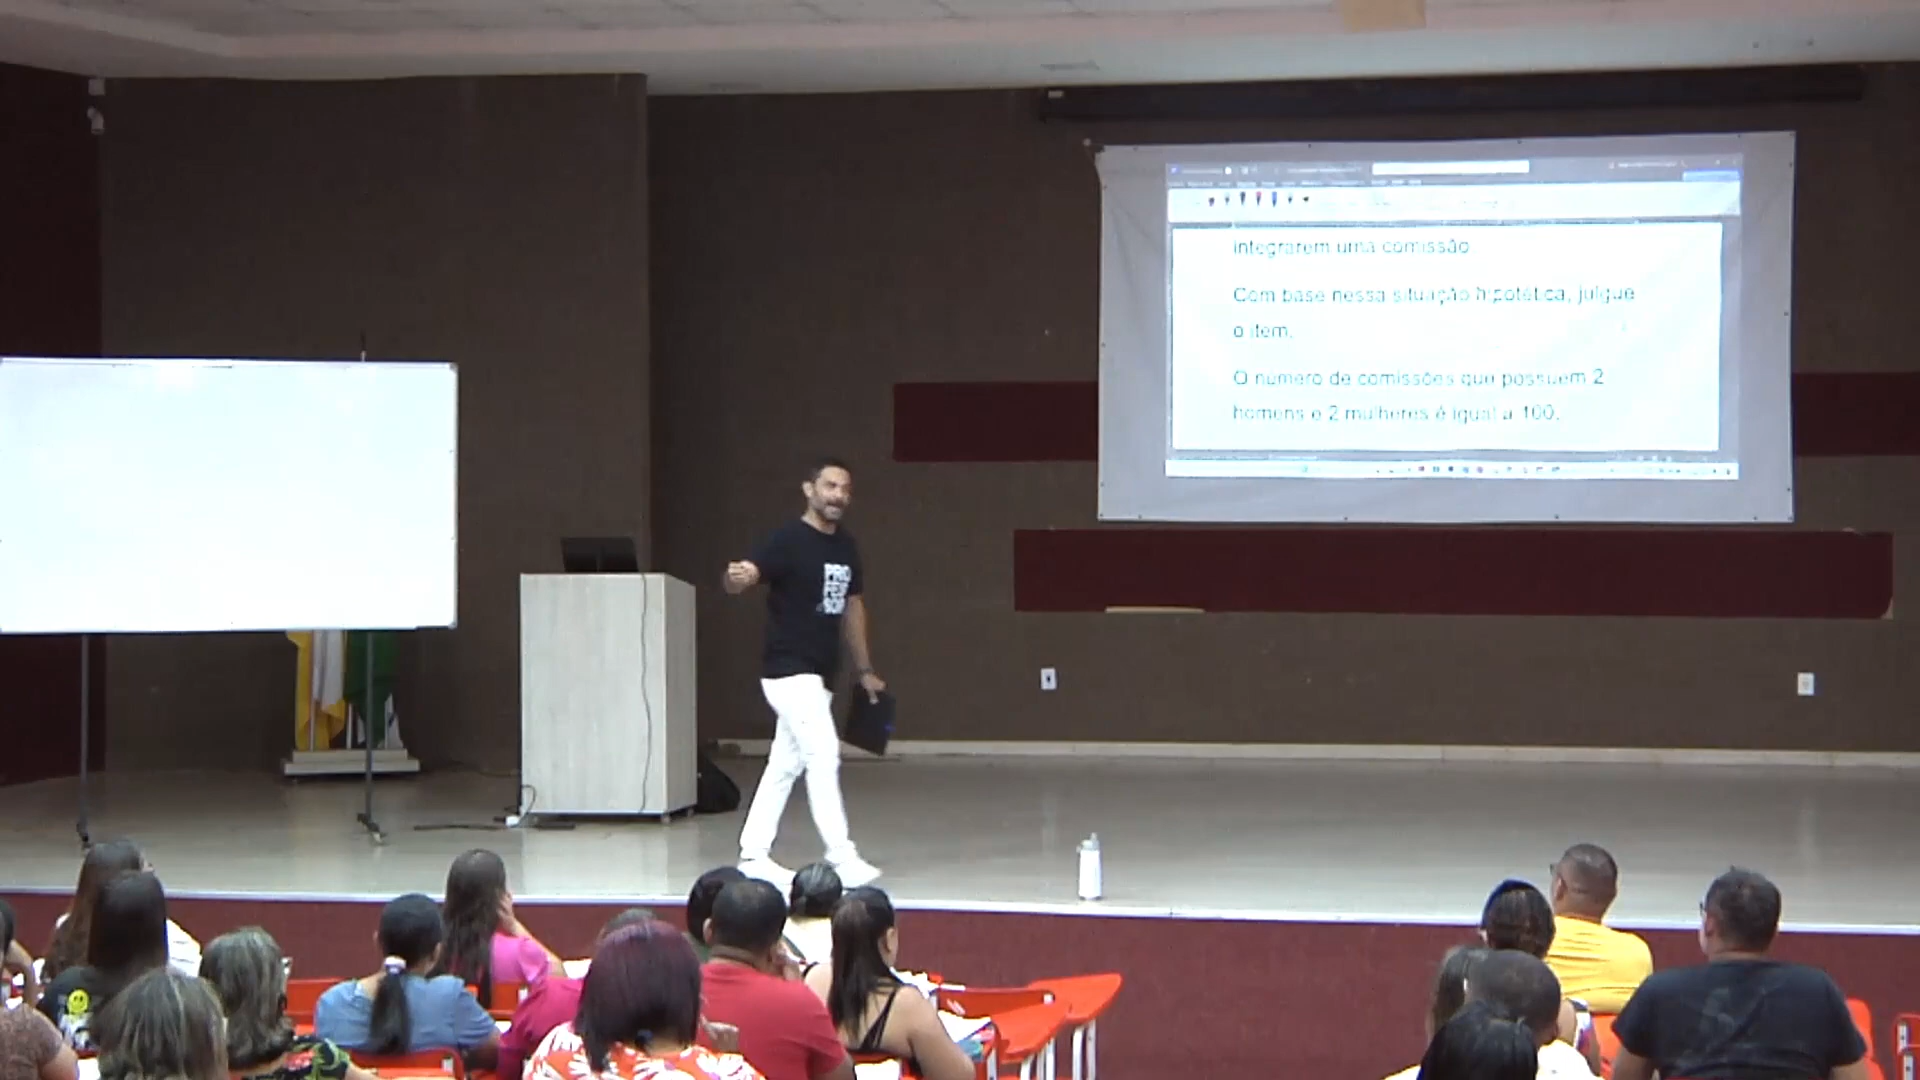 integrarem uma comissão.
Com base nessa situação hipotética, julgue
o item.
O número de comissões que possuem 2
homens e 2 mulheres é igual a 100.
PRO
FES
SOR